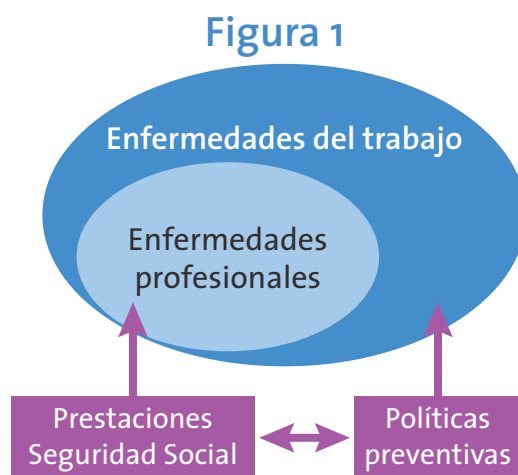 Figura 1
Enfermedades del trabajo
Enfermedades
profesionales
Prestaciones
Seguridad Social
Políticas
preventivas